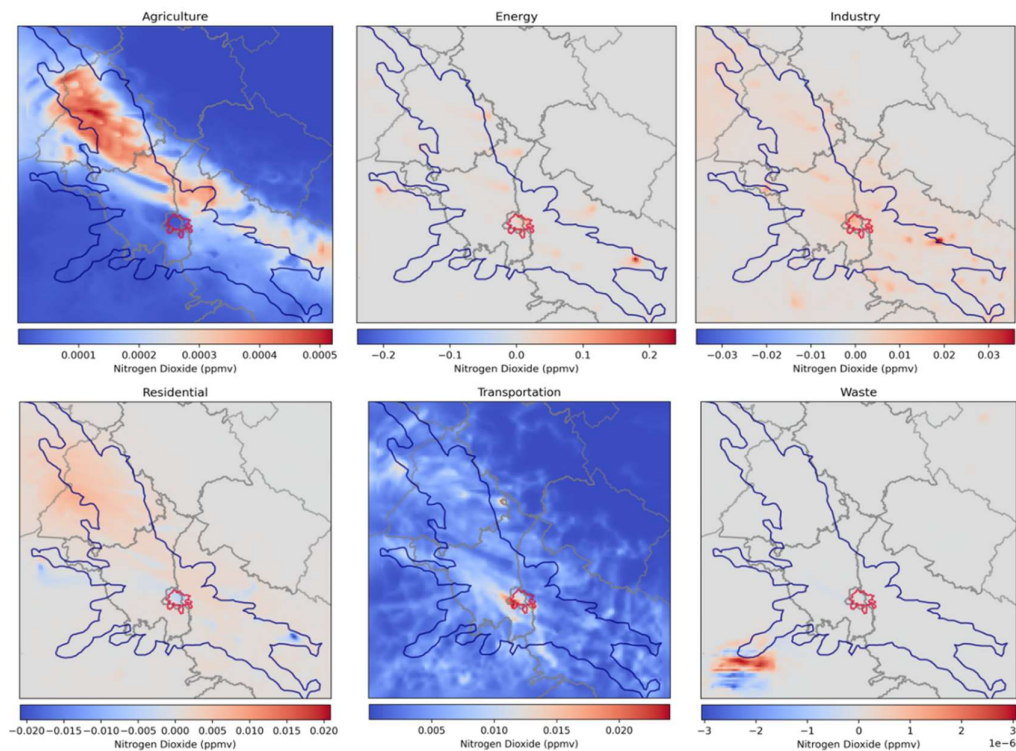 Agriculture
Energy
Industry
0.0001 0.0002 0.0003 0.0004 0.0005
−0.2 −0.1 0.0 0.1 0.2
−0.03 −0.02 −0.01 0.00 0.01 0.02 0.03
Nitrogen Dioxide (ppmv)
Nitrogen Dioxide (ppmv)
Nitrogen Dioxide (ppmv)
Residential
Transportation
Waste
−0.020−0.015−0.010−0.005 0.000 0.005 0.010 0.015 0.020
0.005 0.010 0.015 0.020
−3 −2 −1 0 1 2 3
Nitrogen Dioxide (ppmv)
Nitrogen Dioxide (ppmv)
Nitrogen Dioxide (ppmv)
1e−6